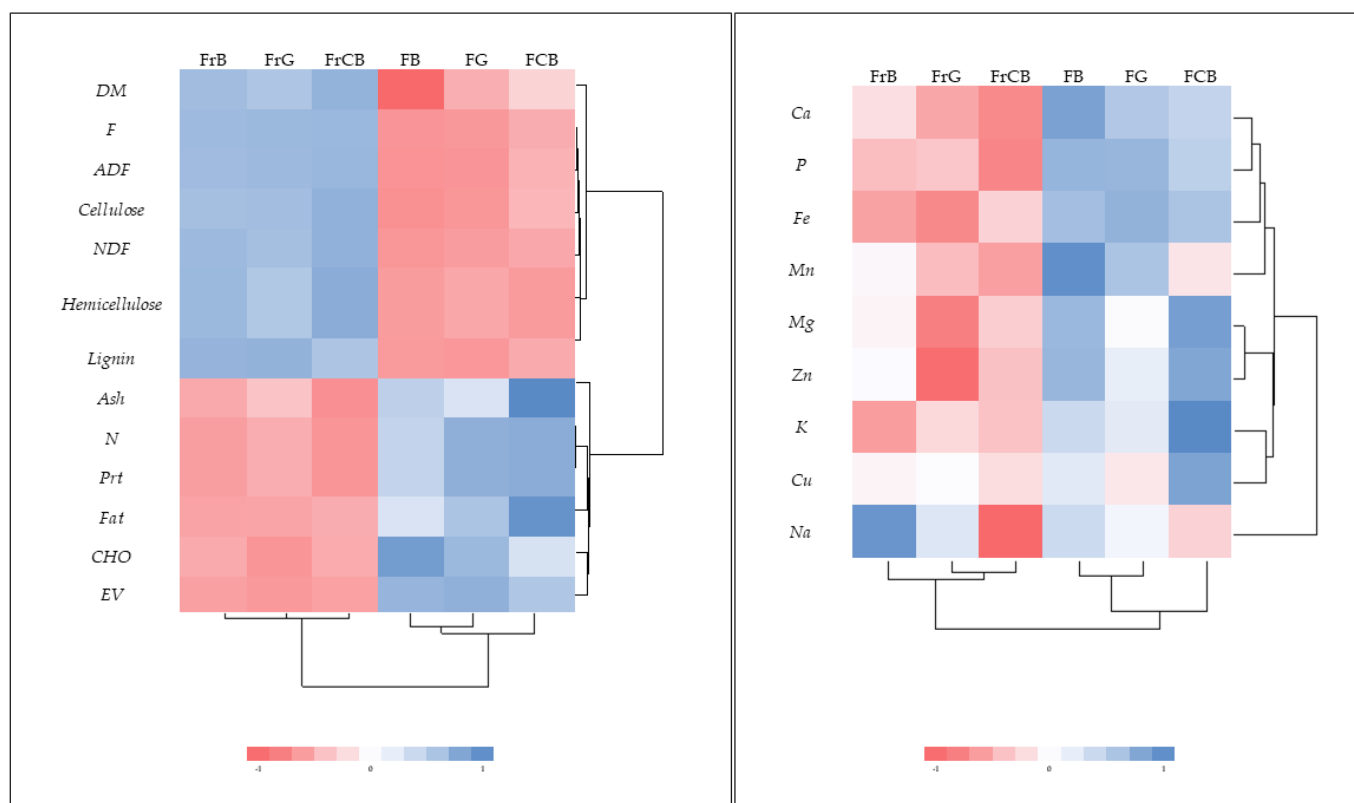 FrB FrG FrCB FB FG FCB
DM
F
ADF
Cellulose
NDF
Hemicellulose
Lignin
Ash
N
Prt
Fat
CHO
EV
-1 0 1
FrB FrG FrCB FB FG FCB
Ca
P
Fe
Mn
Mg
Zn
K
Cu
Na
-1 0 1